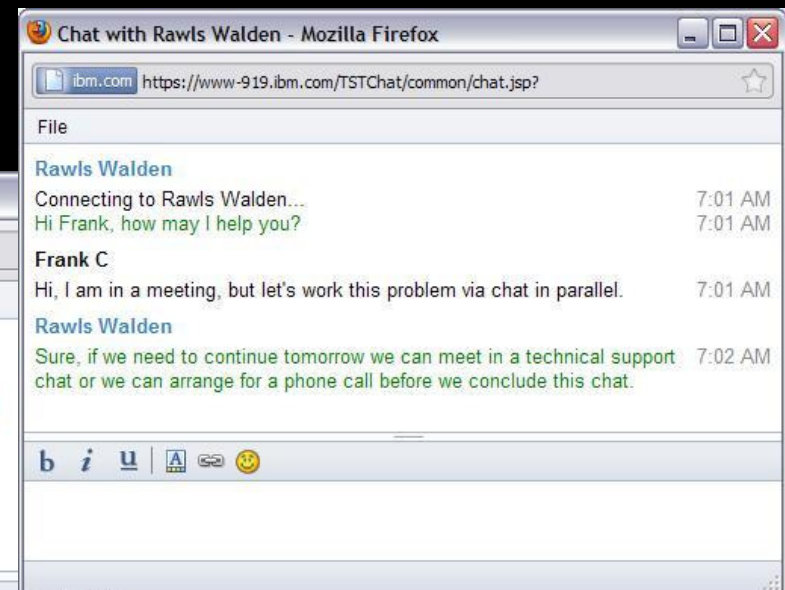 Chat with Rawls Walden - Mozilla Firefox
ibm.com https://www-919.ibm.com/TSTChat/common/chat.jsp?
File
Rawls Walden
Connecting to Rawls Walden... 7:01 AM
Hi Frank, how may I help you? 7:01 AM
Frank C
Hi, I am in a meeting, but let's work this problem via chat in parallel. 7:01 AM
Rawls Walden
Sure, if we need to continue tomorrow we can meet in a technical support 7:02 AM
chat or we can arrange for a phone call before we conclude this chat.
b i u A